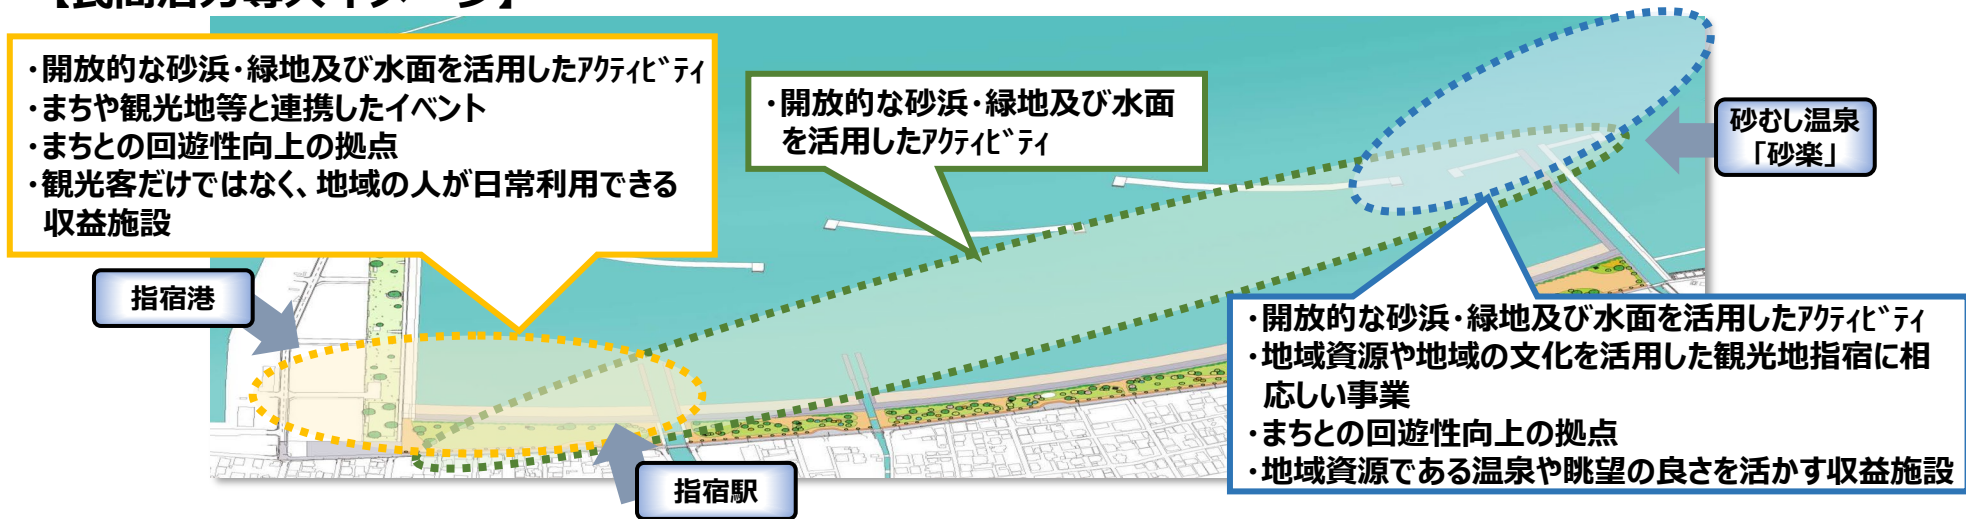 【民間活力導入イメージ】
・開放的な砂浜・緑地及び水面を活用したｱｸﾃｨﾋﾞﾃｨ
・まちや観光地等と連携したイベント
・まちとの回遊性向上の拠点
・観光客だけではなく、地域の人が日常利用できる
収益施設
・開放的な砂浜・緑地及び水面
を活用したｱｸﾃｨﾋﾞﾃｨ
砂むし温泉
「砂楽」
指宿港
・開放的な砂浜・緑地及び水面を活用したｱｸﾃｨﾋﾞﾃｨ
・地域資源や地域の文化を活用した観光地指宿に相
応しい事業
・まちとの回遊性向上の拠点
・地域資源である温泉や眺望の良さを活かす収益施設
指宿駅